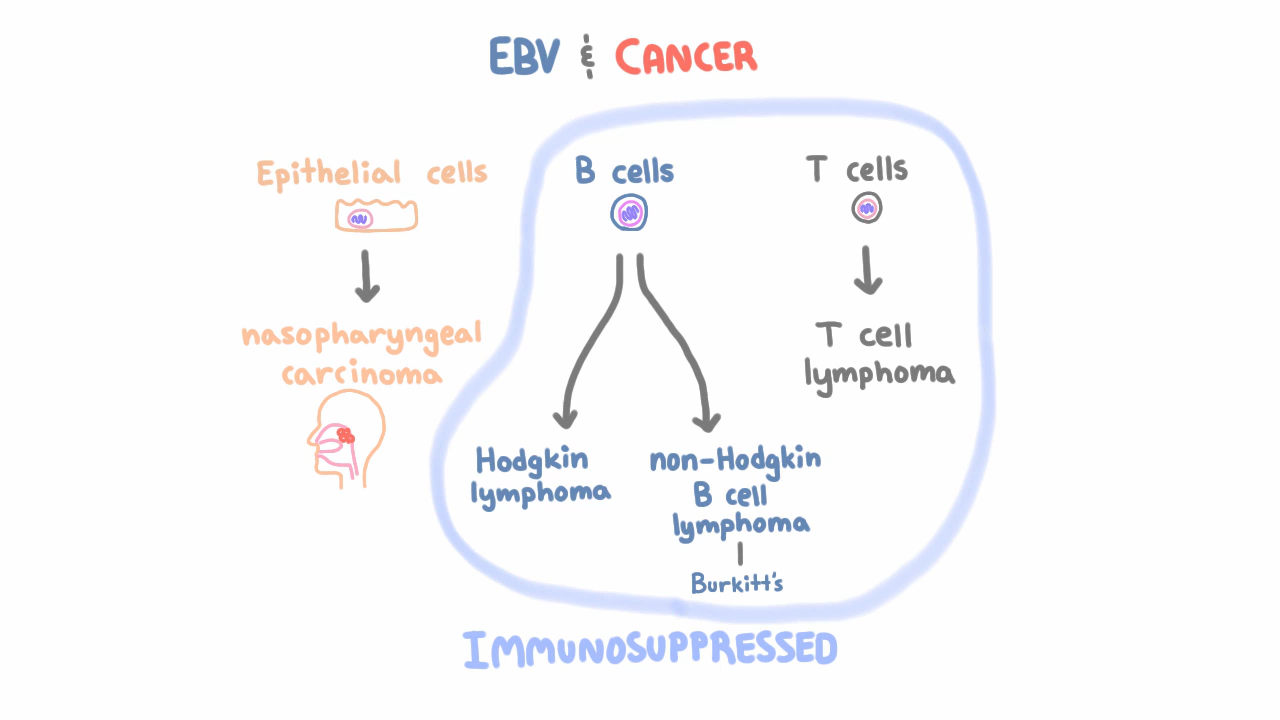 EBV & CANCER
Epithelial cells
B cells
T cells
nasopharyngeal
carcinoma
T cell
lymphoma
Hodgkin
lymphoma
non-Hodgkin
B cell
lymphoma
Burkitt's
IMMUNOSUPPRESSED